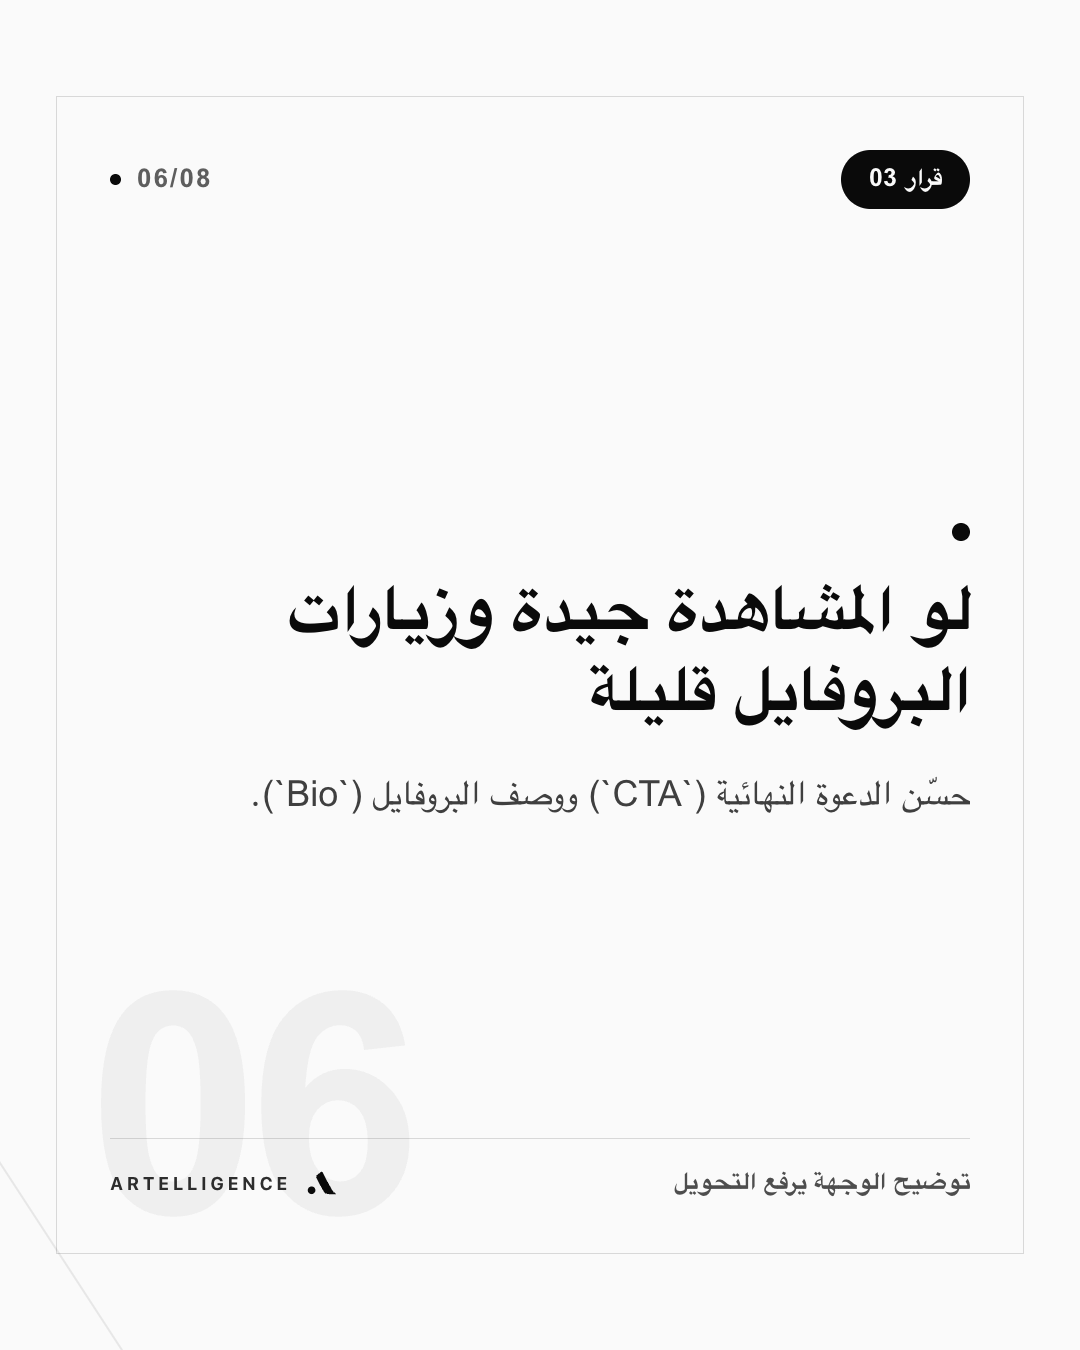 قرار 03
06/08
لو المشاهدة جيدة وزيارات
البروفايل قليلة
حسّن الدعوة النهائية (`CTA`) ووصف البروفايل (`Bio`).
06
توضيح الوجهة يرفع التحويل
ARTELLIGENCE